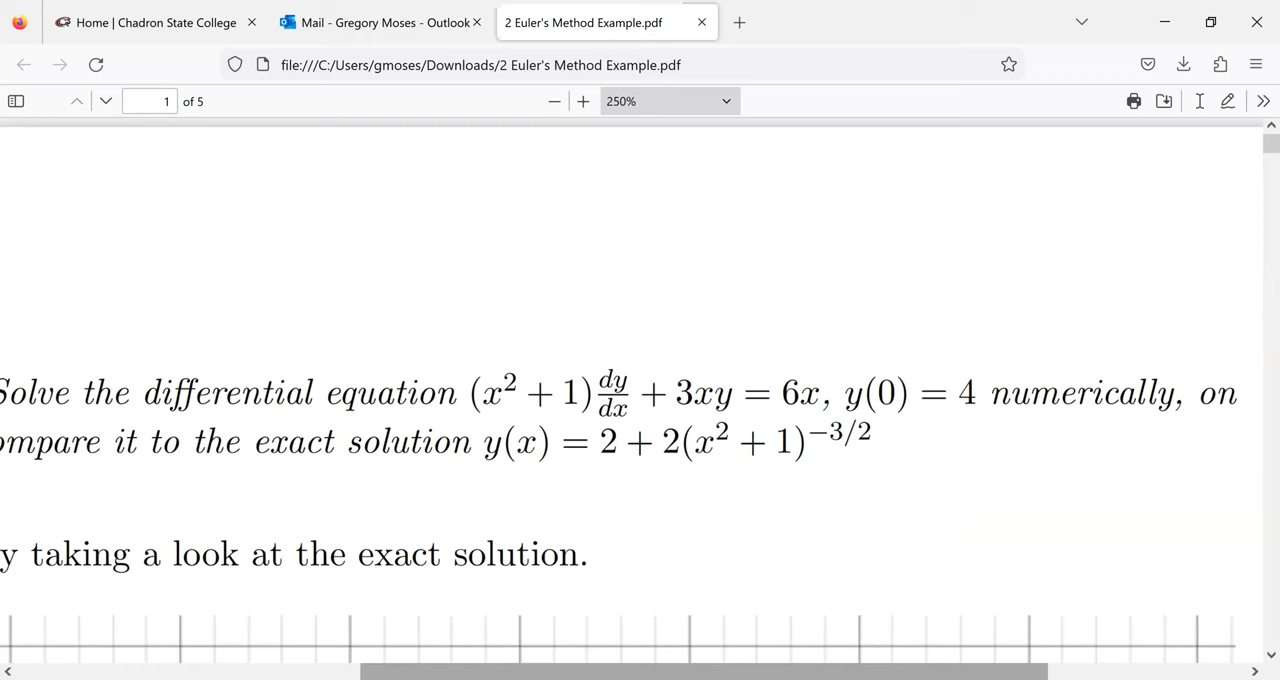 Home | Chadron State College
Mail - Gregory Moses - Outlook
2 Euler's Method Example.pdf
file:///C:/Users/gmoses/Downloads/2 Euler's Method Example.pdf
1 of 5
250%
Solve the differential equation (x² + 1)dy/dx + 3xy = 6x, y(0) = 4 numerically, on
ompare it to the exact solution y(x) = 2 + 2(x² + 1)^−3/2
y taking a look at the exact solution.